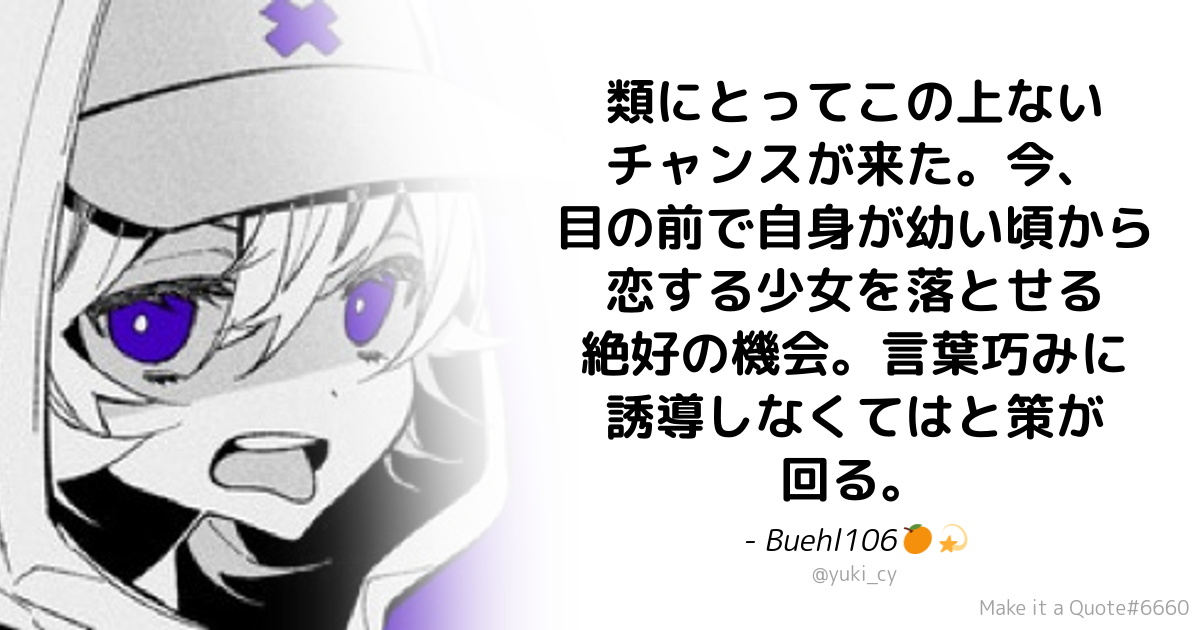 類にとってこの上ない
チャンスが来た。今、
目の前で自身が幼い頃から
恋する少女を落とせる
絶好の機会。言葉巧みに
誘導しなくてはと策が
回る。
- Buehl106🍊💫
@yuki_cy
Make it a Quote#6660